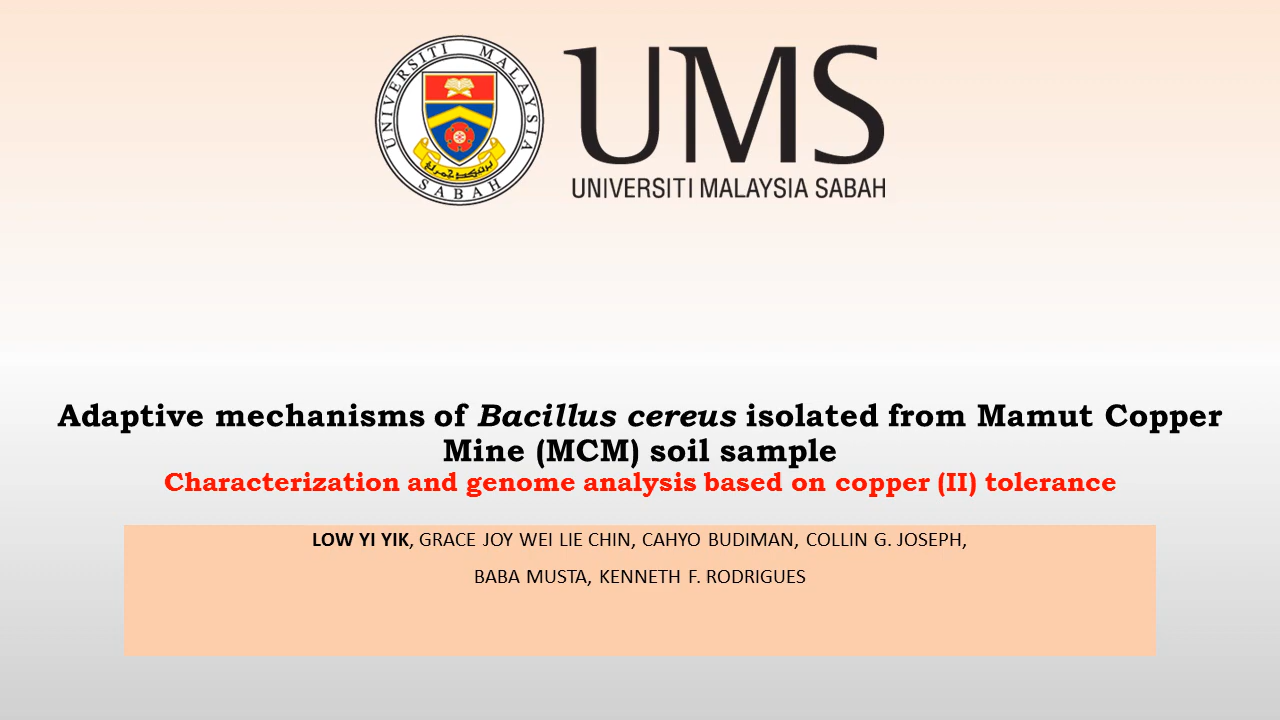 UNIVERSITI MALAYSIA
SABAH
UMS
UNIVERSITI MALAYSIA SABAH
Adaptive mechanisms of Bacillus cereus isolated from Mamut Copper
Mine (MCM) soil sample
Characterization and genome analysis based on copper (II) tolerance
LOW YI YIK, GRACE JOY WEI LIE CHIN, CAHYO BUDIMAN, COLLIN G. JOSEPH,
BABA MUSTA, KENNETH F. RODRIGUES